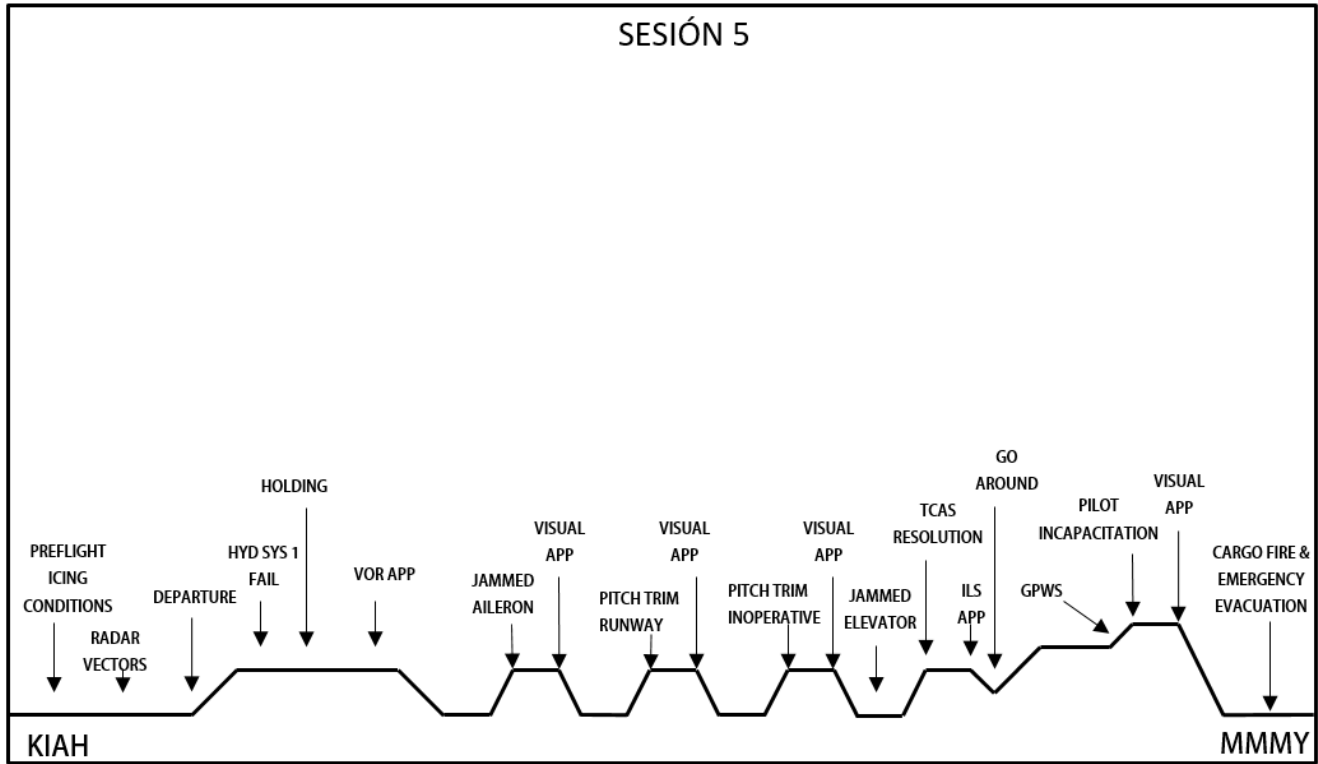 SESIÓN 5
PREFLIGHT
ICING
CONDITIONS
RADAR
VECTORS
DEPARTURE
HYD SYS 1
FAIL
HOLDING
VOR APP
JAMMED
AILERON
VISUAL
APP
PITCH TRIM
RUNWAY
VISUAL
APP
PITCH TRIM
INOPERATIVE
VISUAL
APP
JAMMED
ELEVATOR
TCAS
RESOLUTION
ILS
APP
GO
AROUND
GPWS
PILOT
INCAPACITATION
VISUAL
APP
CARGO FIRE &
EMERGENCY
EVACUATION
KIAH
MMMY